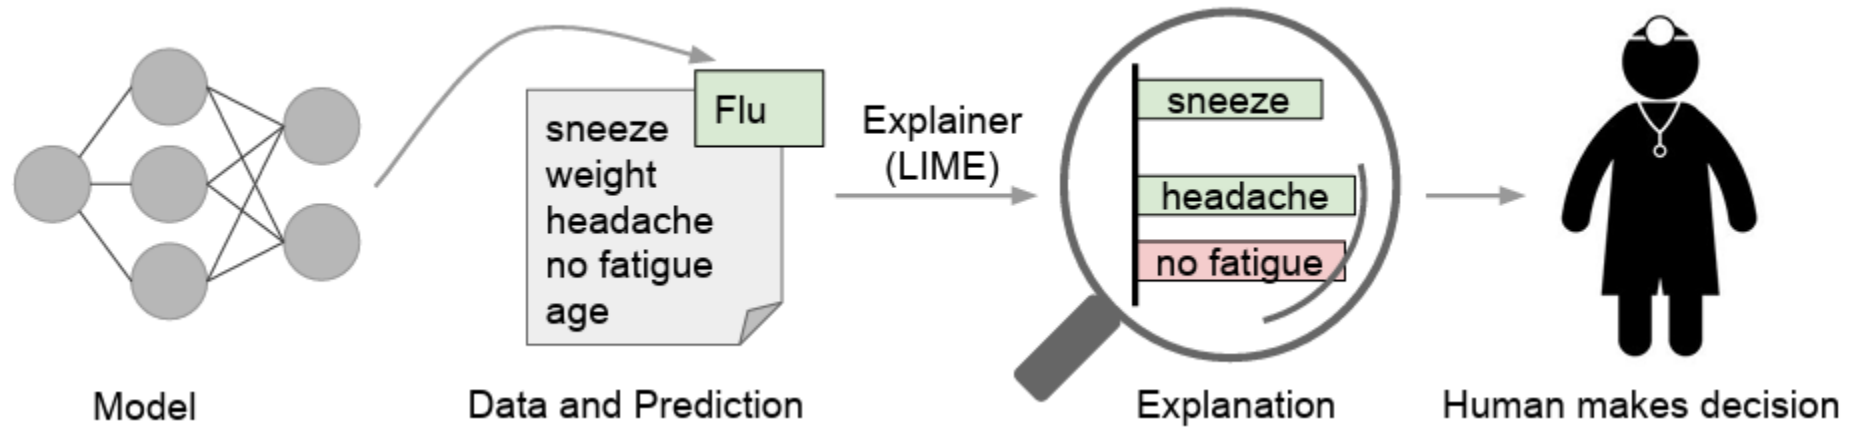 Flu
sneeze
weight
headache
no fatigue
age
Explainer
(LIME)
sneeze
headache
no fatigue
Model
Data and Prediction
Explanation
Human makes decision